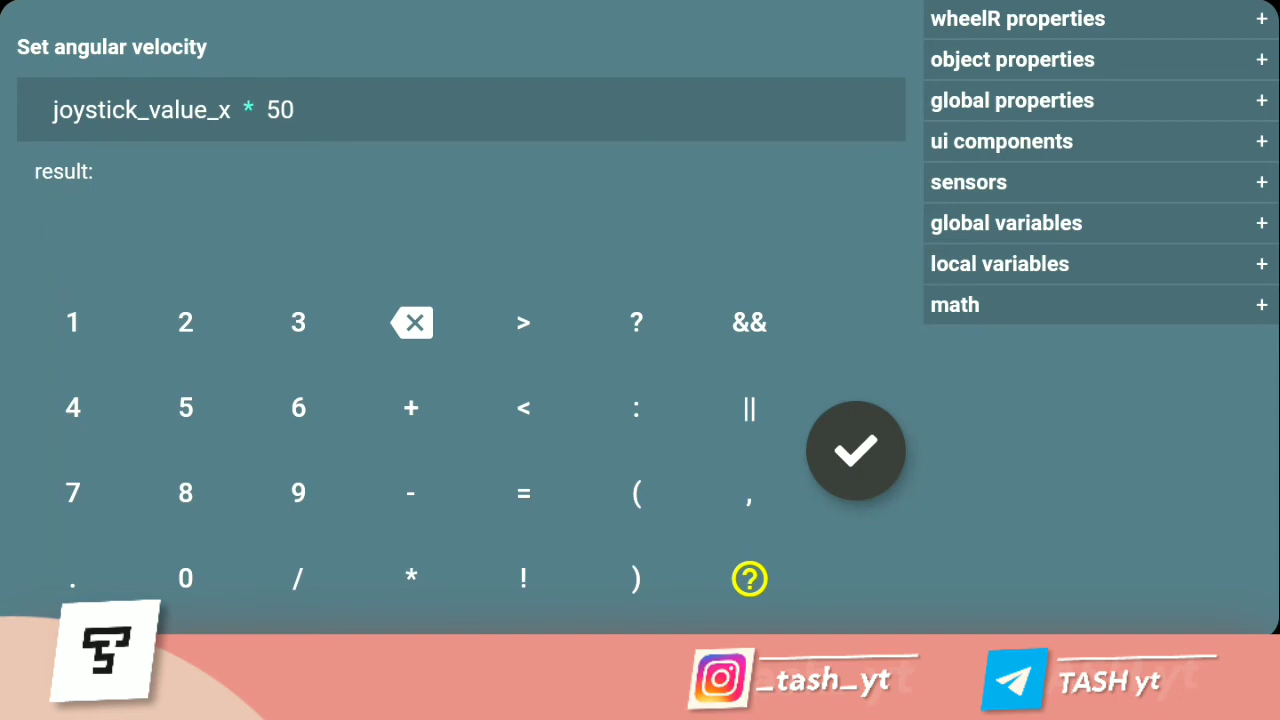 Set angular velocity
joystick_value_x * 50
result:
1 2 3 > ? &&
4 5 6 + < : ||
7 8 9 - = ( ,
. 0 / * ! ) ?
wheelR properties +
object properties +
global properties +
ui components +
sensors +
global variables +
local variables +
math +
_tash_yt
TASH yt